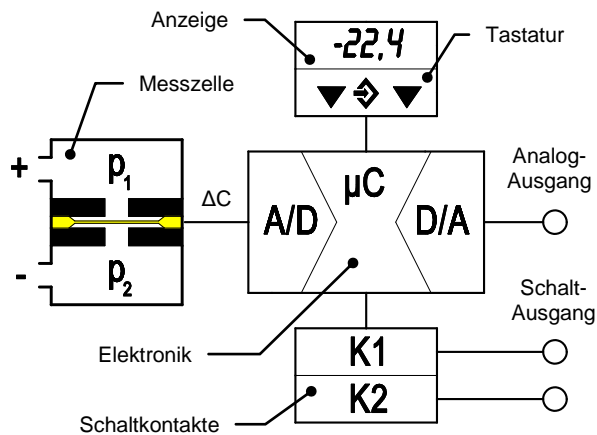 Anzeige
-22,4
Tastatur
Messzelle
+
p1
-
p2
ΔC
A/D
µC
D/A
Analog-
Ausgang
Schalt-
Ausgang
Elektronik
K1
K2
Schaltkontakte